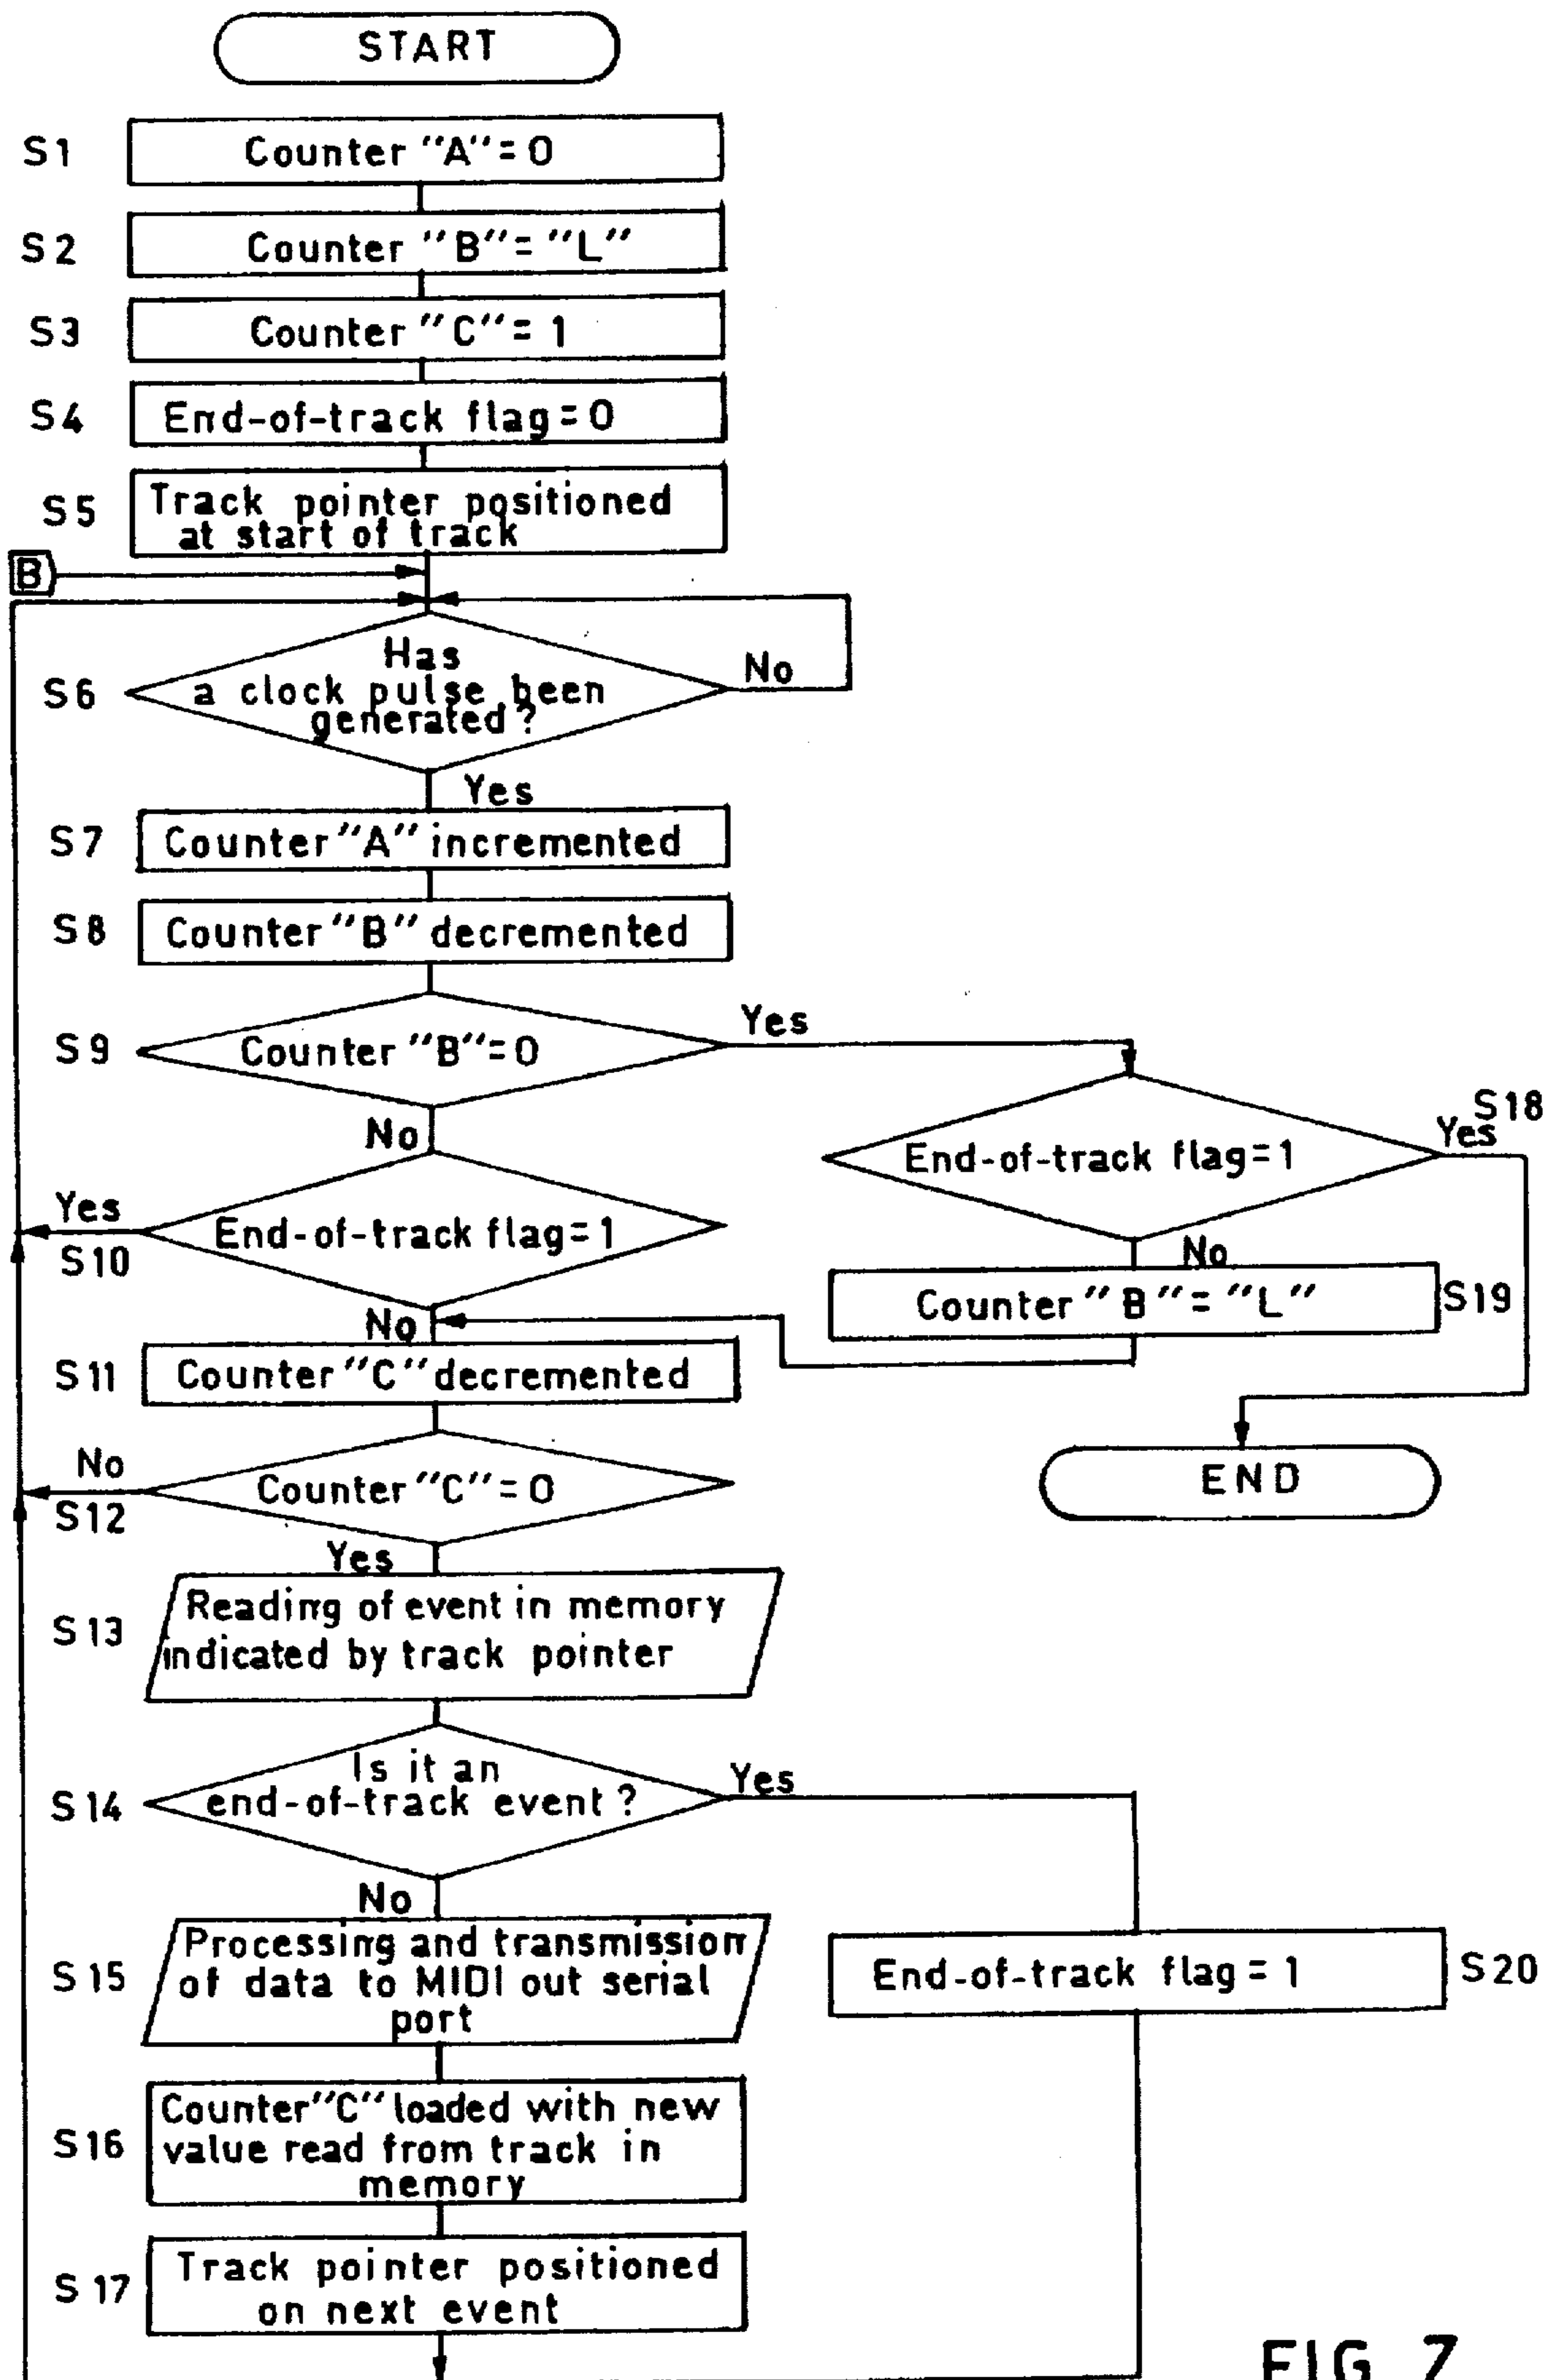 START
S1
Counter "A"=0
S2
Counter "B"="L"
S3
Counter "C"=1
S4
End-of-track flag=0
S5
Track pointer positioned
at start of track
B
Has
a clock pulse been
generated?
S6
No
Yes
S7
Counter "A" incremented
S8
Counter "B" decremented
S9
Counter "B"=0
Yes
No
S18
End-of-track flag=1
Yes
No
Yes
S10
End-of-track flag=1
No
Counter "B"="L"
S19
S11
Counter "C" decremented
No
S12
Counter "C"=0
Yes
END
S13
Reading of event in memory
indicated by track pointer
S14
Is it an
end-of-track event?
Yes
No
S15
Processing and transmission
of data to MIDI out serial
port
End-of-track flag=1
S20
S16
Counter "C" loaded with new
value read from track in
memory
S17
Track pointer positioned
on next event
FIG 7